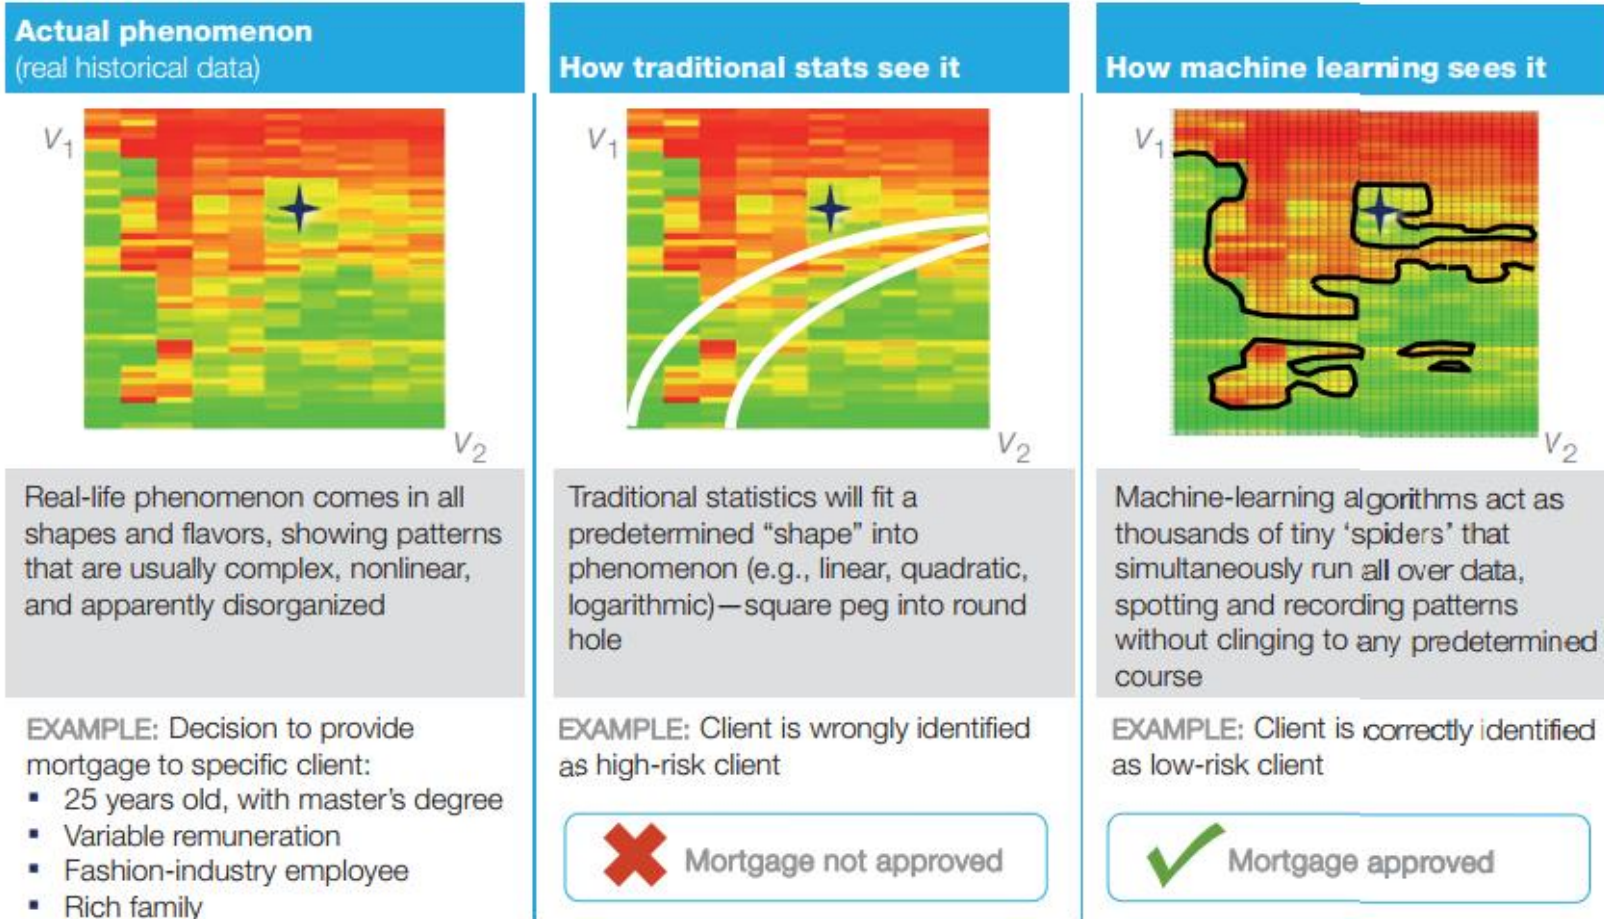 Actual phenomenon
(real historical data)
V1
V2
Real-life phenomenon comes in all
shapes and flavors, showing patterns
that are usually complex, nonlinear,
and apparently disorganized
EXAMPLE: Decision to provide
mortgage to specific client:
▪ 25 years old, with master's degree
▪ Variable remuneration
▪ Fashion-industry employee
▪ Rich family
How traditional stats see it
V1
V2
Traditional statistics will fit a
predetermined “shape” into
phenomenon (e.g., linear, quadratic,
logarithmic)—square peg into round
hole
EXAMPLE: Client is wrongly identified
as high-risk client
Mortgage not approved
How machine learning sees it
V1
V2
Machine-learning algorithms act as
thousands of tiny ‘spiders’ that
simultaneously run all over data,
spotting and recording patterns
without clinging to any predetermined
course
EXAMPLE: Client is correctly identified
as low-risk client
Mortgage approved